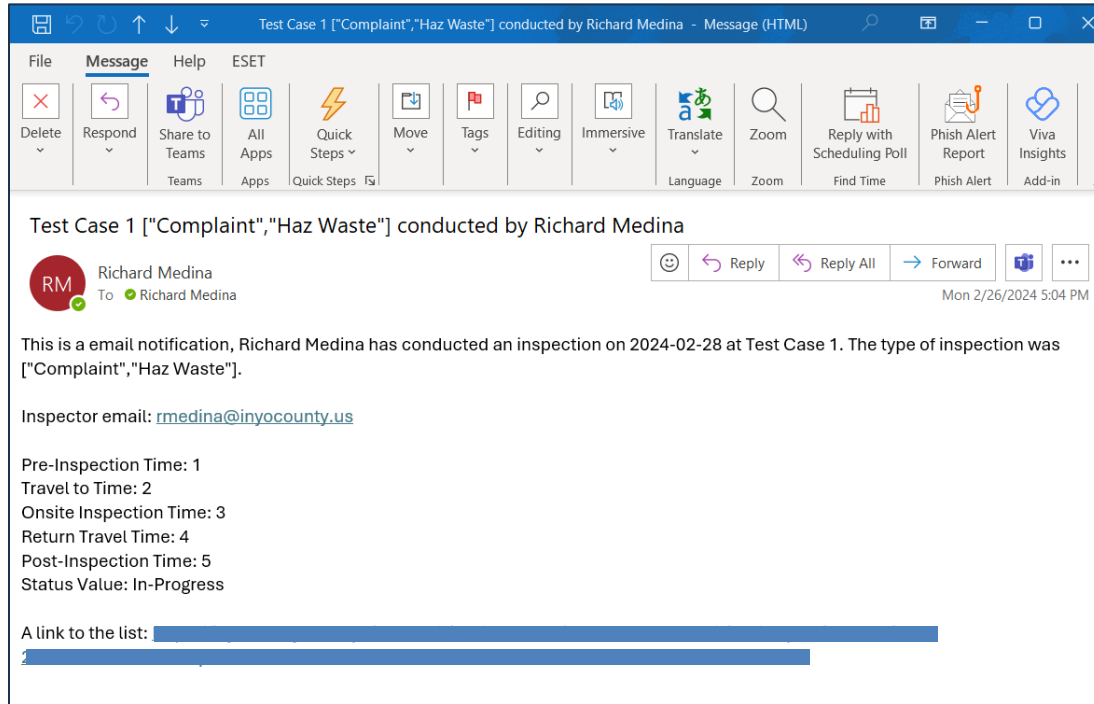 Test Case 1 ["Complaint","Haz Waste"] conducted by Richard Medina - Message (HTML)
File Message Help ESET
Delete Respond Share to Teams All Apps Quick Steps Move Tags Editing Immersive Translate Zoom Reply with Scheduling Poll Phish Alert Report Viva Insights
Teams Apps Quick Steps Language Zoom Find Time Phish Alert Add-in
Test Case 1 ["Complaint","Haz Waste"] conducted by Richard Medina
RM
Richard Medina
To Richard Medina
Reply Reply All Forward
Mon 2/26/2024 5:04 PM
This is a email notification, Richard Medina has conducted an inspection on 2024-02-28 at Test Case 1. The type of inspection was
["Complaint","Haz Waste"].
Inspector email: rmedina@inyocounty.us
Pre-Inspection Time: 1
Travel to Time: 2
Onsite Inspection Time: 3
Return Travel Time: 4
Post-Inspection Time: 5
Status Value: In-Progress
A link to the list: